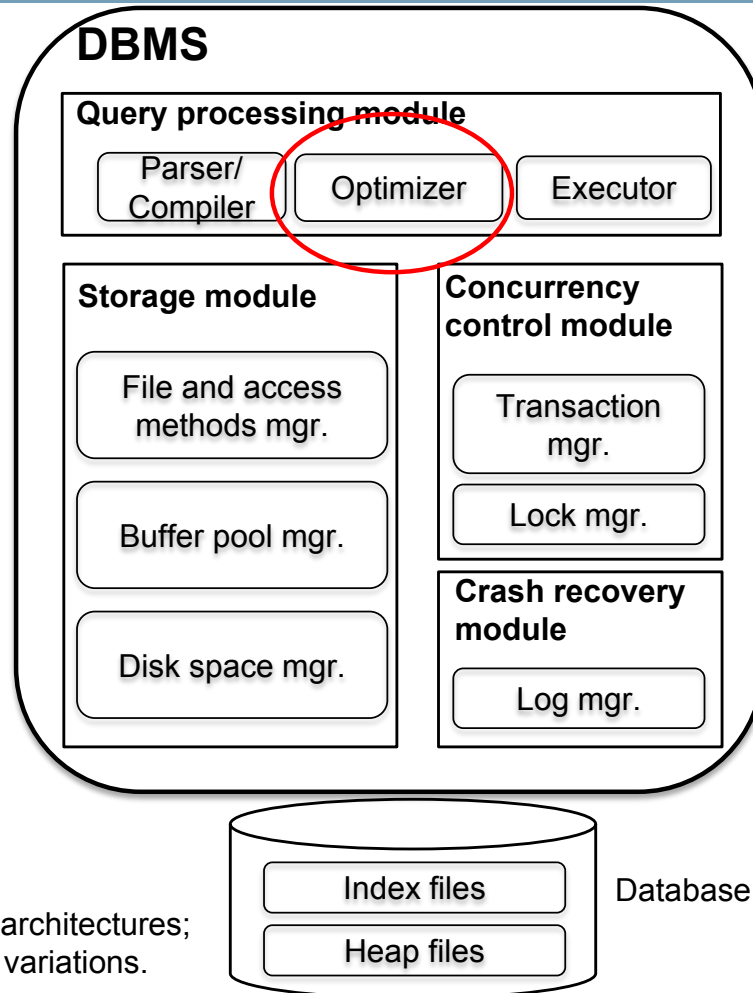 DBMS
Query processing module
Parser/
Compiler
Optimizer
Executor
Storage module
File and access
methods mgr.
Buffer pool mgr.
Disk space mgr.
Concurrency
control module
Transaction
mgr.
Lock mgr.
Crash recovery
module
Log mgr.
Index files
Heap files
Database
architectures;
variations.